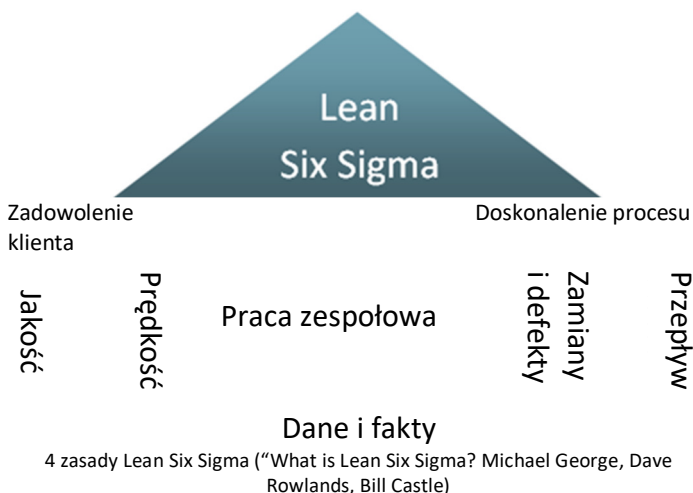 Lean
Six Sigma
Zadowolenie
klienta
Doskonalenie procesu
Jakość
Prędkość
Praca zespołowa
Zamiany
i defekty
Przepływ
Dane i fakty
4 zasady Lean Six Sigma (“What is Lean Six Sigma? Michael George, Dave
Rowlands, Bill Castle)